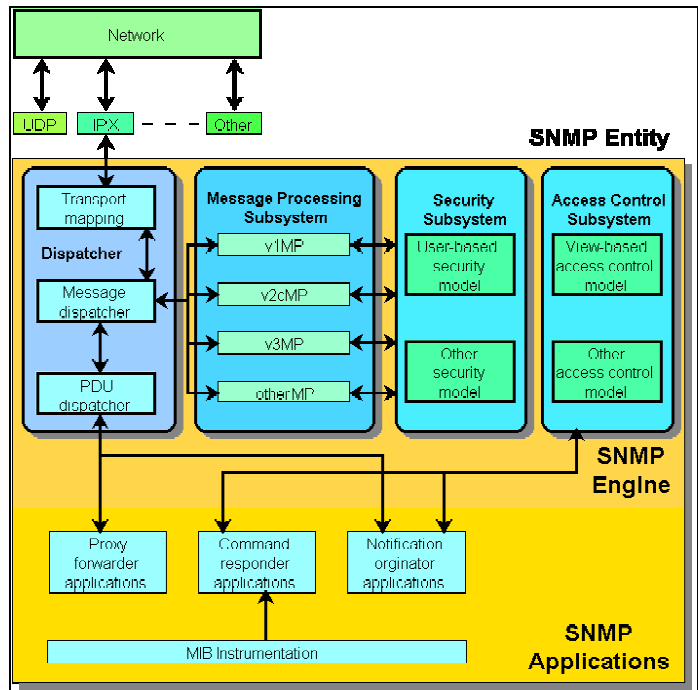 Network
UDP
IPX
Other
SNMP Entity
Transport
mapping
Dispatcher
Message
dispatcher
PDU
dispatcher
Message Processing
Subsystem
v1MP
v2cMP
v3MP
otherMP
Security
Subsystem
User-based
security
model
Other
security
model
Access Control
Subsystem
View-based
access control
model
Other
access control
model
SNMP
Engine
Proxy
forwarder
applications
Command
responder
applications
Notification
orginator
applications
MIB Instrumentation
SNMP
Applications